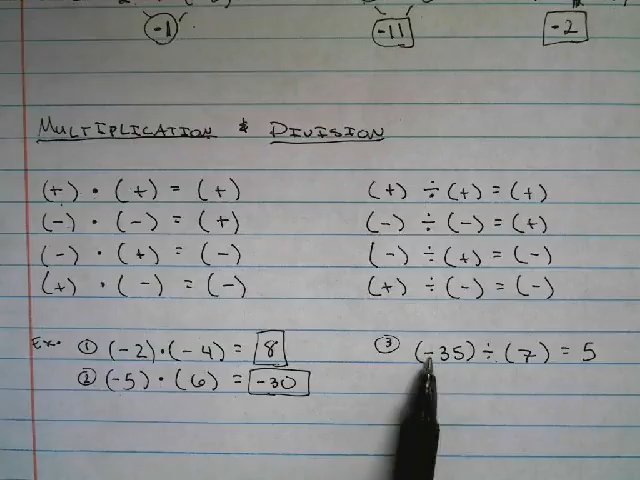 -1 -11 -2
MULTIPLICATION & DIVISION
(+) · (+) = (+)
(-) · (-) = (+)
(-) · (+) = (-)
(+) · (-) = (-)
(+) ÷ (+) = (+)
(-) ÷ (-) = (+)
(-) ÷ (+) = (-)
(+) ÷ (-) = (-)
Ex: ① (-2)·(-4) = 8
② (-5) · (6) = -30
③ (-35) ÷ (7) = 5